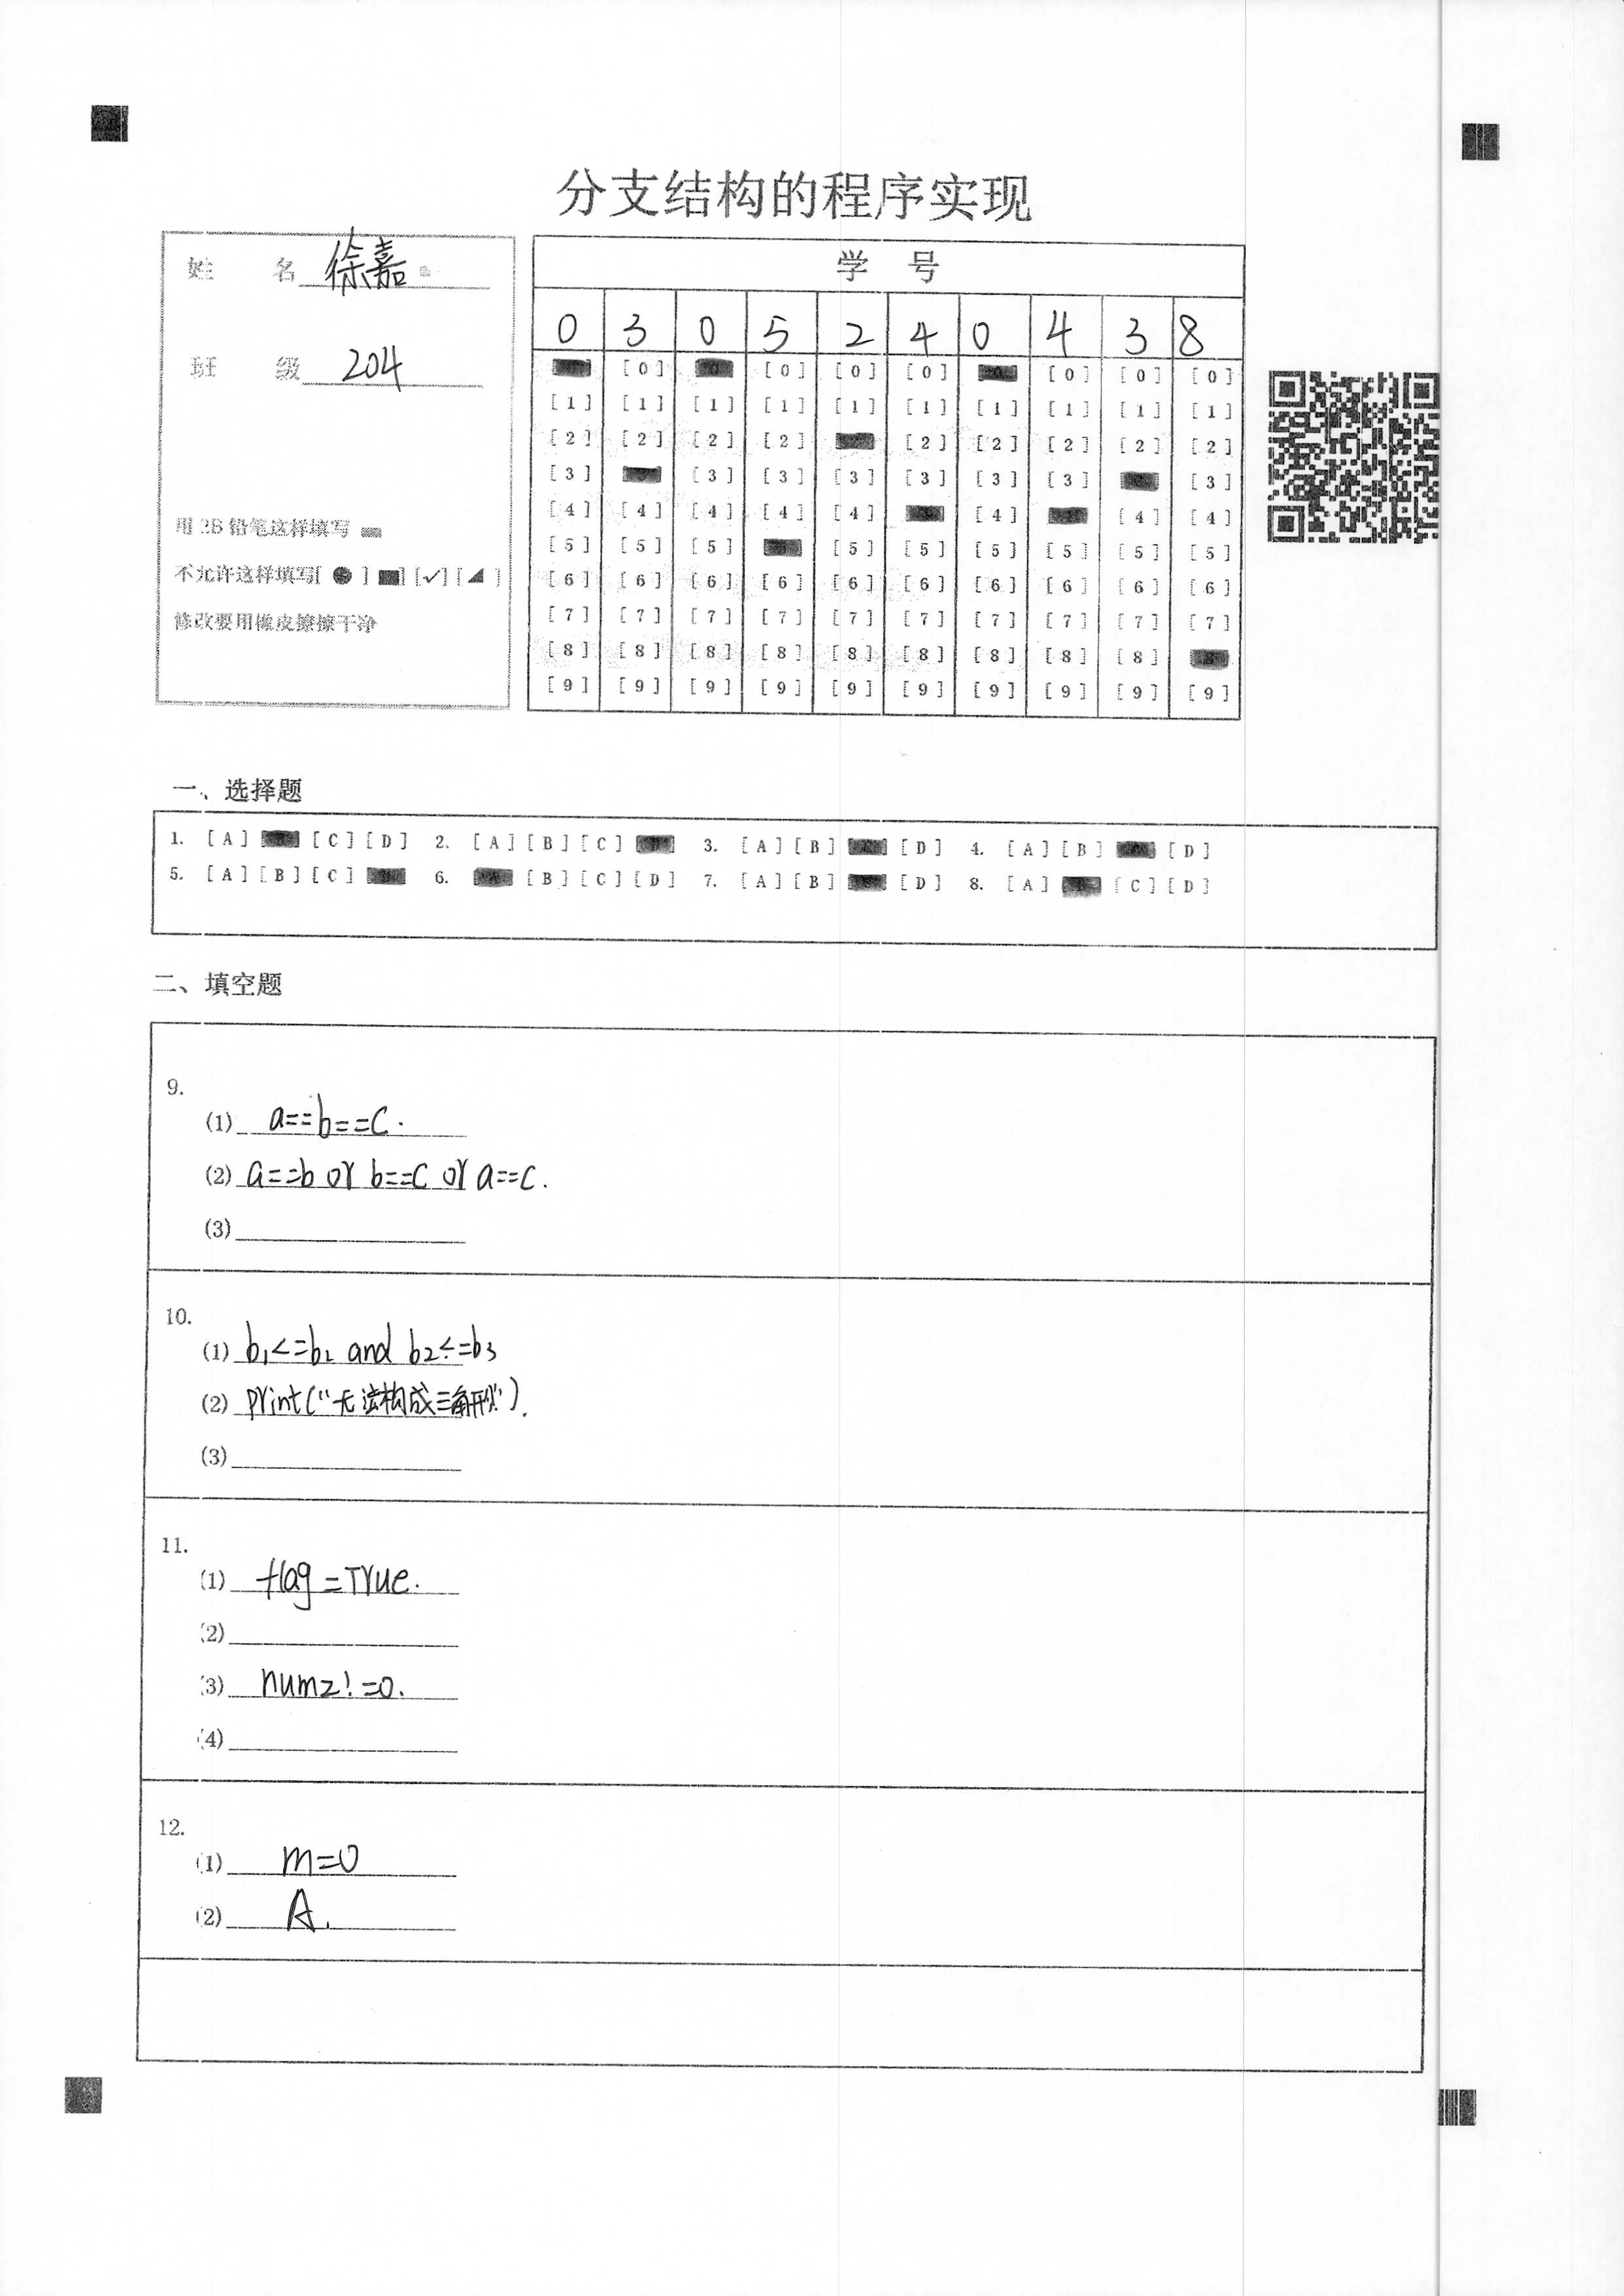 分支结构的程序实现
姓 名 徐嘉
班 级 204
用 2B 铅笔这样填写
不允许这样填写[ ● ] ■] [✓] [◢ ]
修改要用橡皮擦擦干净
学 号
0 3 0 5 2 4 0 4 3 8
[0] [0] [0] [0] [0] [0] [0]
[1] [1] [1] [1] [1] [1] [1] [1] [1] [1]
[2] [2] [2] [2] [2] [2] [2] [2] [2]
[3] [3] [3] [3] [3] [3] [3] [3]
[4] [4] [4] [4] [4] [4] [4] [4]
[5] [5] [5] [5] [5] [5] [5] [5] [5]
[6] [6] [6] [6] [6] [6] [6] [6] [6] [6]
[7] [7] [7] [7] [7] [7] [7] [7] [7] [7]
[8] [8] [8] [8] [8] [8] [8] [8] [8]
[9] [9] [9] [9] [9] [9] [9] [9] [9] [9]
一、选择题
1. [A] [C] [D] 2. [A] [B] [C] 3. [A] [B] [D] 4. [A] [B] [D]
5. [A] [B] [C] 6. [B] [C] [D] 7. [A] [B] [D] 8. [A] [C] [D]
二、填空题
9.
(1) a==b==c.
(2) a==b or b==c or a==c.
(3)
10.
(1) b1<=b2 and b2<=b3
(2) print("无法构成三角形").
(3)
11.
(1) flag=True.
(2)
(3) num2!=0.
(4)
12.
(1) m=0
(2) A.